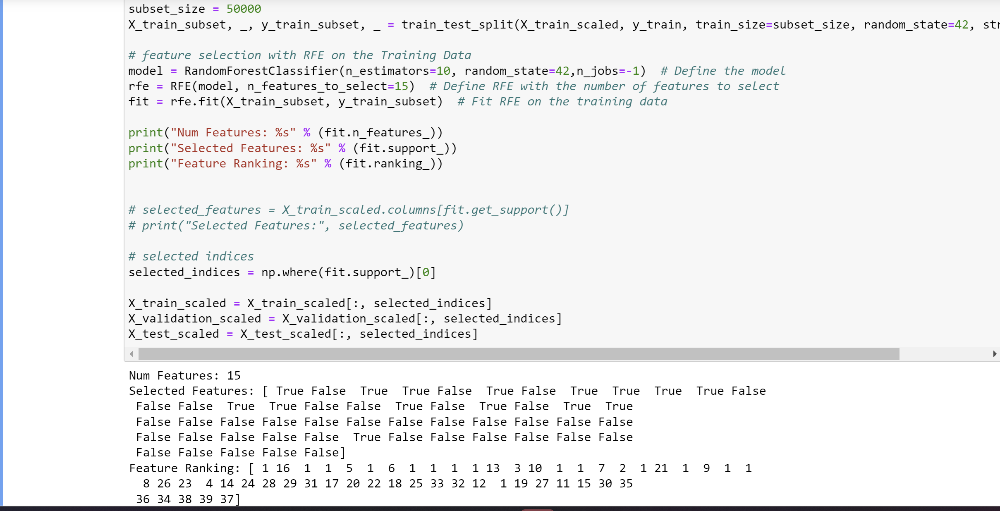 subset_size = 50000
X_train_subset, _, y_train_subset, _ = train_test_split(X_train_scaled, y_train, train_size=subset_size, random_state=42, str
# feature selection with RFE on the Training Data
model = RandomForestClassifier(n_estimators=10, random_state=42,n_jobs=-1)  # Define the model
rfe = RFE(model, n_features_to_select=15)  # Define RFE with the number of features to select
fit = rfe.fit(X_train_subset, y_train_subset)  # Fit RFE on the training data
print("Num Features: %s" % (fit.n_features_))
print("Selected Features: %s" % (fit.support_))
print("Feature Ranking: %s" % (fit.ranking_))
# selected_features = X_train_scaled.columns[fit.get_support()]
# print("Selected Features:", selected_features)
# selected indices
selected_indices = np.where(fit.support_)[0]
X_train_scaled = X_train_scaled[:, selected_indices]
X_validation_scaled = X_validation_scaled[:, selected_indices]
X_test_scaled = X_test_scaled[:, selected_indices]
Num Features: 15
Selected Features: [ True False  True  True False  True False  True  True  True  True False
 False False  True  True False False  True False  True False  True  True
 False False False False False False False False False False False False
 False False False False False  True False False False False False False
 False False False False False]
Feature Ranking: [ 1 16  1  1  5  1  6  1  1  1  1 13  3 10  1  1  7  2  1 21  1  9  1  1
  8 26 23  4 14 24 28 29 31 17 20 22 18 25 33 32 12  1 19 27 11 15 30 35
 36 34 38 39 37]